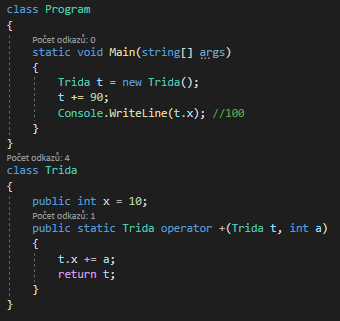 class Program
{
Počet odkazů: 0
static void Main(string[] args)
{
Trida t = new Trida();
t += 90;
Console.WriteLine(t.x); //100
}
}
Počet odkazů: 4
class Trida
{
public int x = 10;
Počet odkazů: 1
public static Trida operator +(Trida t, int a)
{
t.x += a;
return t;
}
}